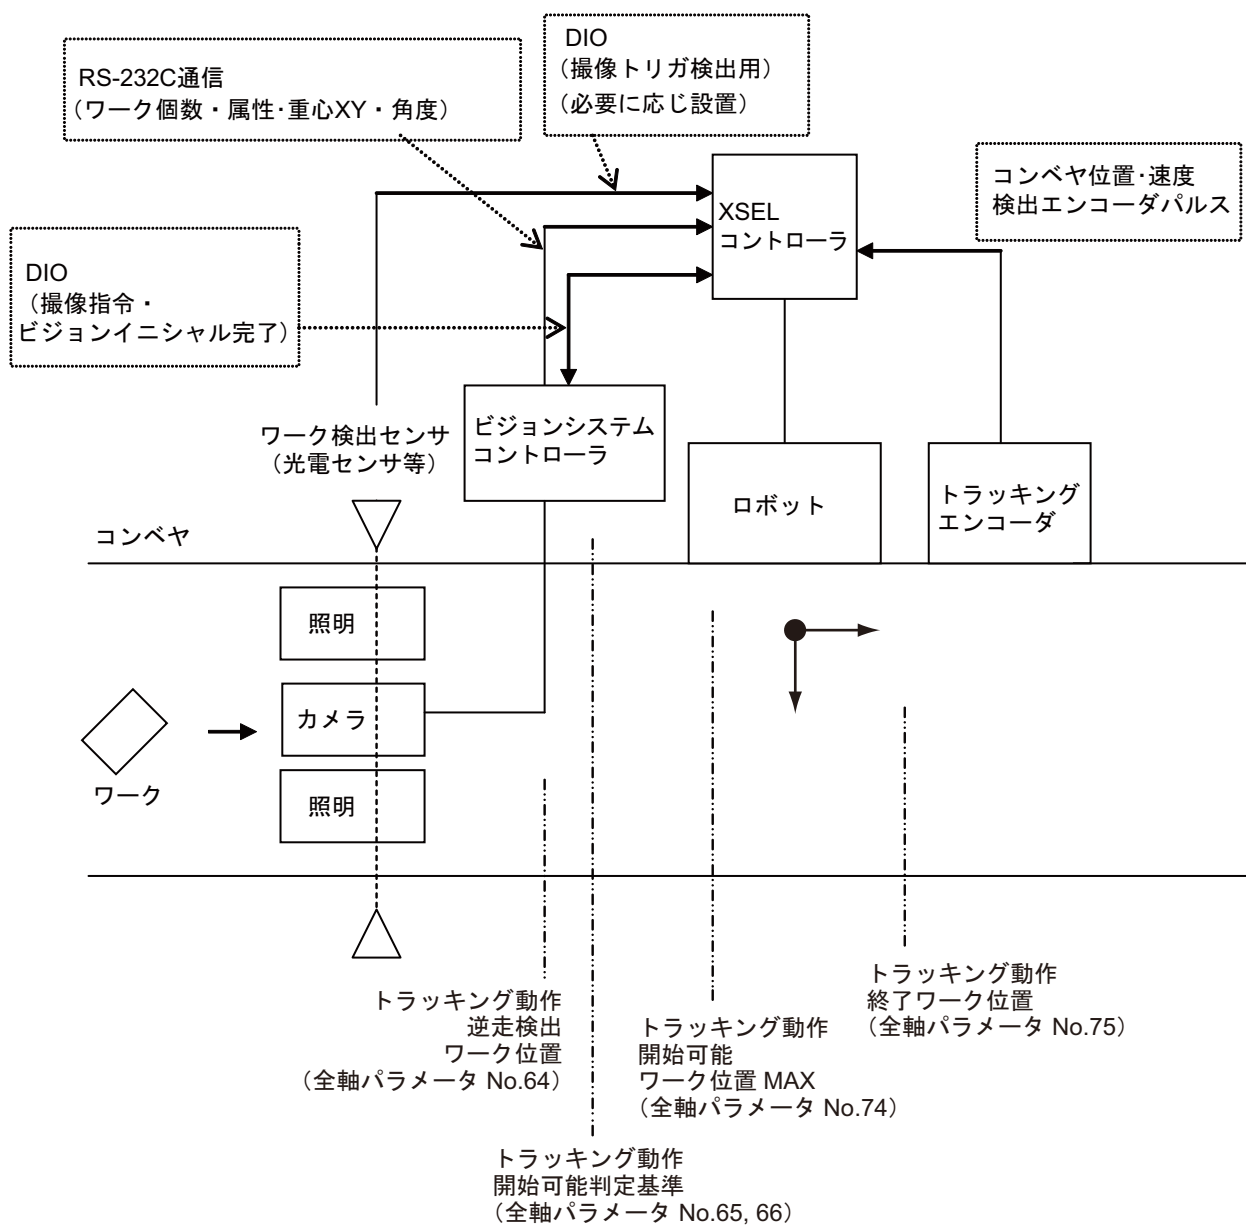 DIO
（撮像トリガ検出用）
（必要に応じ設置）
RS-232C通信
（ワーク個数・属性･重心XY・角度）
コンベヤ位置･速度
検出エンコーダパルス
XSEL
コントローラ
DIO
（撮像指令・
ビジョンイニシャル完了）
ワーク検出センサ
（光電センサ等）
ビジョンシステム
コントローラ
ロボット
トラッキング
エンコーダ
コンベヤ
照明
カメラ
照明
ワーク
トラッキング動作
逆走検出
ワーク位置
（全軸パラメータ No.64）
トラッキング動作
開始可能判定基準
（全軸パラメータ No.65, 66）
トラッキング動作
開始可能
ワーク位置 MAX
（全軸パラメータ No.74）
トラッキング動作
終了ワーク位置
（全軸パラメータ No.75）